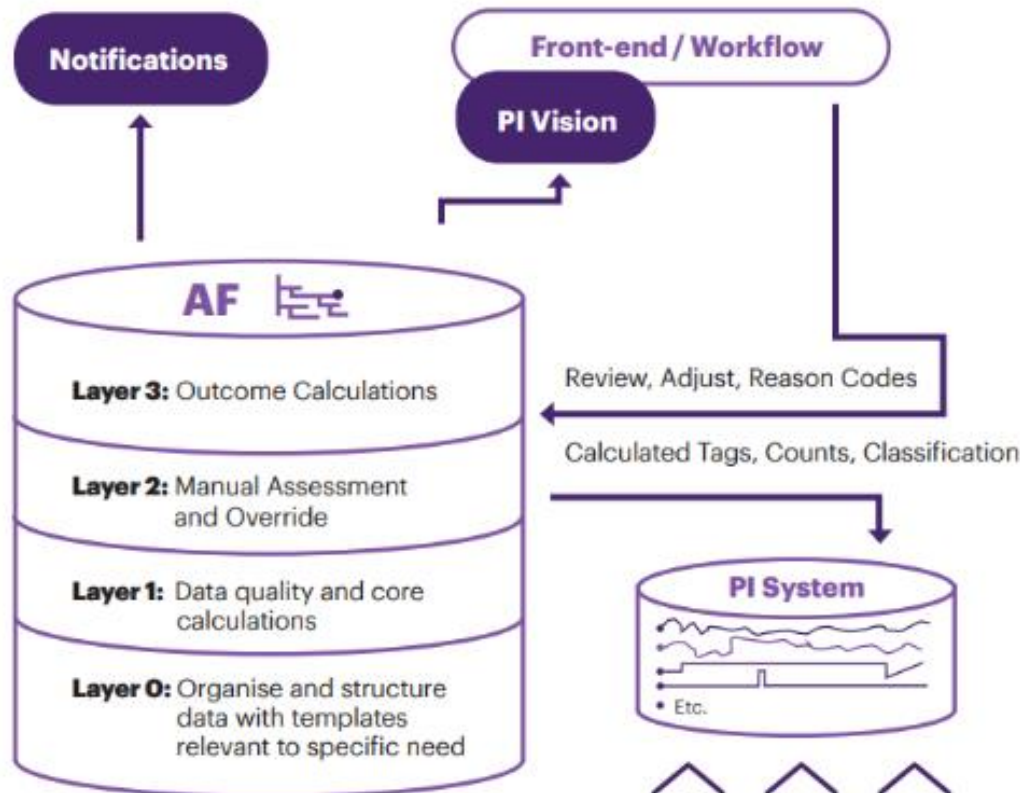 Notifications
Front-end / Workflow
PI Vision
AF
Layer 3: Outcome Calculations
Review, Adjust, Reason Codes
Calculated Tags, Counts, Classification
Layer 2: Manual Assessment
and Override
Layer 1: Data quality and core
calculations
Layer 0: Organise and structure
data with templates
relevant to specific need
PI System
Etc.